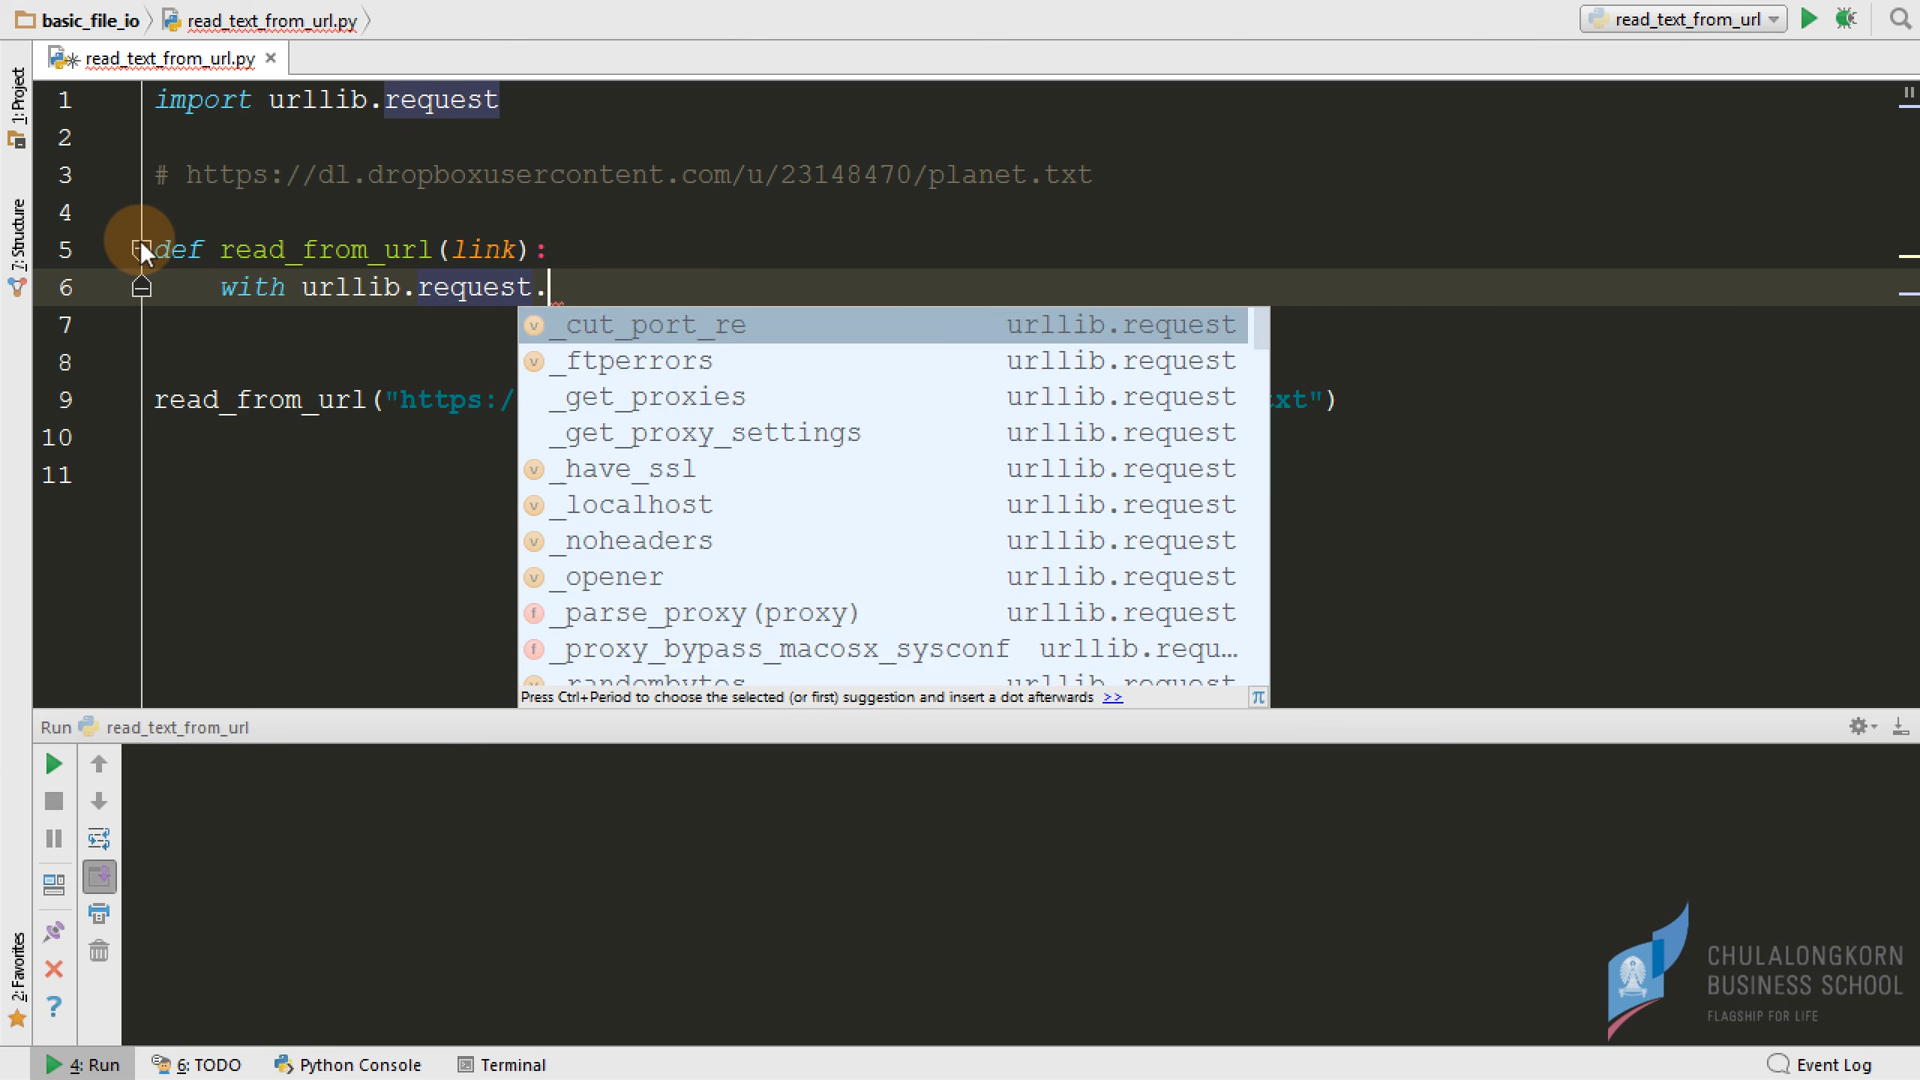 basic_file_io read_text_from_url.py read_text_from_url
read_text_from_url.py
1: Project
7: Structure
2: Favorites
1 import urllib.request
2
3 # https://dl.dropboxusercontent.com/u/23148470/planet.txt
4
5 def read_from_url(link):
6 with urllib.request.
7
8
9 read_from_url("https:/ xt")
10
11
_cut_port_re urllib.request
_ftperrors urllib.request
_get_proxies urllib.request
_get_proxy_settings urllib.request
_have_ssl urllib.request
_localhost urllib.request
_noheaders urllib.request
_opener urllib.request
_parse_proxy(proxy) urllib.request
_proxy_bypass_macosx_sysconf urllib.requ…
_randombytes urllib.request
Press Ctrl+Period to choose the selected (or first) suggestion and insert a dot afterwards >> π
Run read_text_from_url
CHULALONGKORN
BUSINESS SCHOOL
FLAGSHIP FOR LIFE
4: Run 6: TODO Python Console Terminal Event Log